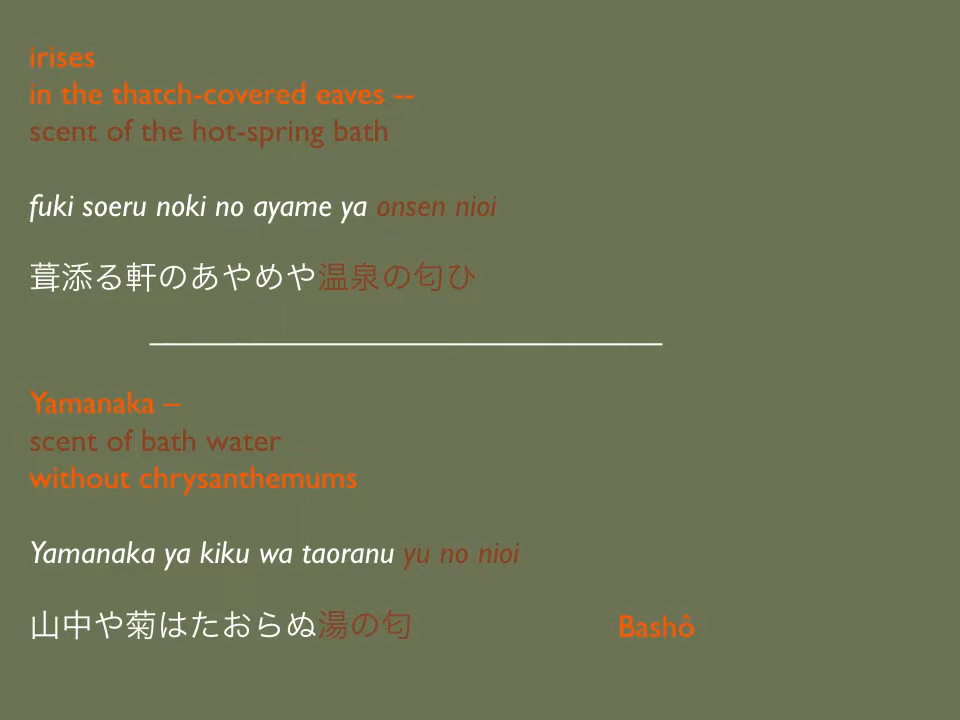 irises
in the thatch-covered eaves --
scent of the hot-spring bath
fuki soeru noki no ayame ya onsen nioi
葺添る軒のあやめや温泉の匂ひ
Yamanaka –
scent of bath water
without chrysanthemums
Yamanaka ya kiku wa taoranu yu no nioi
山中や菊はたおらぬ湯の匂
Bashô